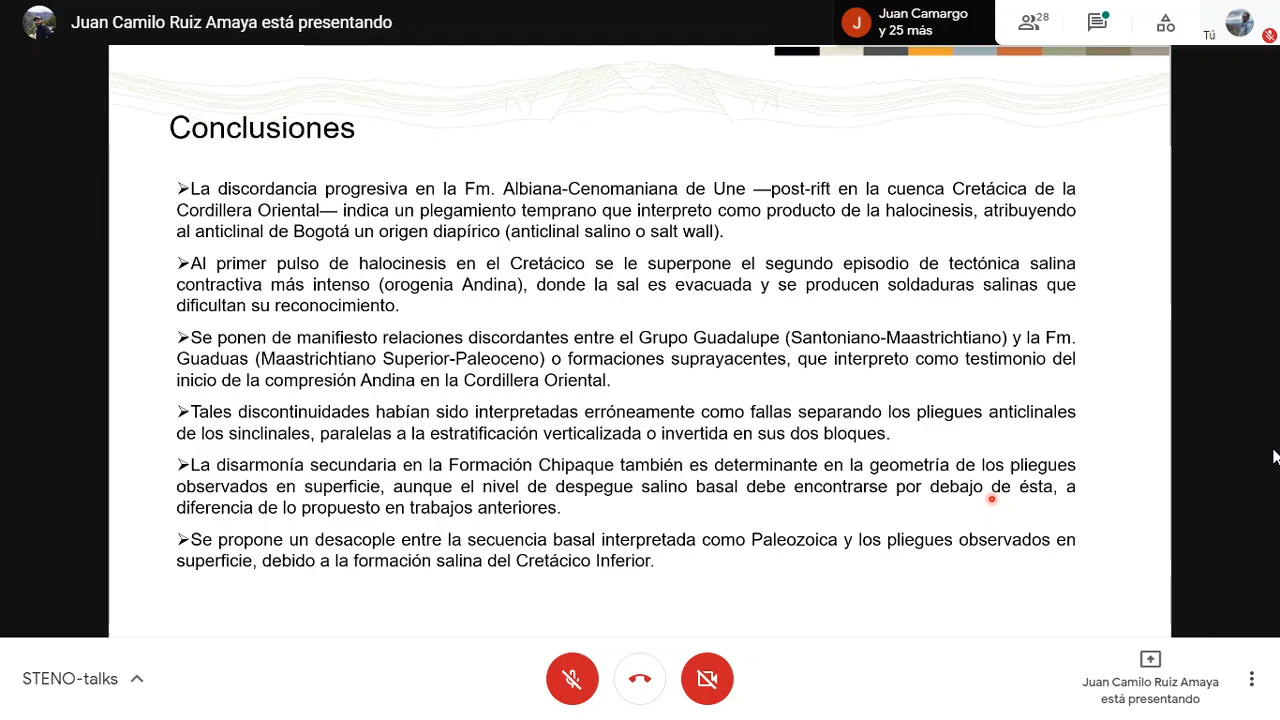 Juan Camilo Ruiz Amaya está presentando
J
Juan Camargo
y 25 más
28
Tú
Conclusiones
➢La discordancia progresiva en la Fm. Albiana-Cenomaniana de Une —post-rift en la cuenca Cretácica de la
Cordillera Oriental— indica un plegamiento temprano que interpreto como producto de la halocinesis, atribuyendo
al anticlinal de Bogotá un origen diapírico (anticlinal salino o salt wall).
➢Al primer pulso de halocinesis en el Cretácico se le superpone el segundo episodio de tectónica salina
contractiva más intenso (orogenia Andina), donde la sal es evacuada y se producen soldaduras salinas que
dificultan su reconocimiento.
➢Se ponen de manifiesto relaciones discordantes entre el Grupo Guadalupe (Santoniano-Maastrichtiano) y la Fm.
Guaduas (Maastrichtiano Superior-Paleoceno) o formaciones suprayacentes, que interpreto como testimonio del
inicio de la compresión Andina en la Cordillera Oriental.
➢Tales discontinuidades habían sido interpretadas erróneamente como fallas separando los pliegues anticlinales
de los sinclinales, paralelas a la estratificación verticalizada o invertida en sus dos bloques.
➢La disarmonía secundaria en la Formación Chipaque también es determinante en la geometría de los pliegues
observados en superficie, aunque el nivel de despegue salino basal debe encontrarse por debajo de ésta, a
diferencia de lo propuesto en trabajos anteriores.
➢Se propone un desacople entre la secuencia basal interpretada como Paleozoica y los pliegues observados en
superficie, debido a la formación salina del Cretácico Inferior.
STENO-talks
Juan Camilo Ruiz Amaya
está presentando